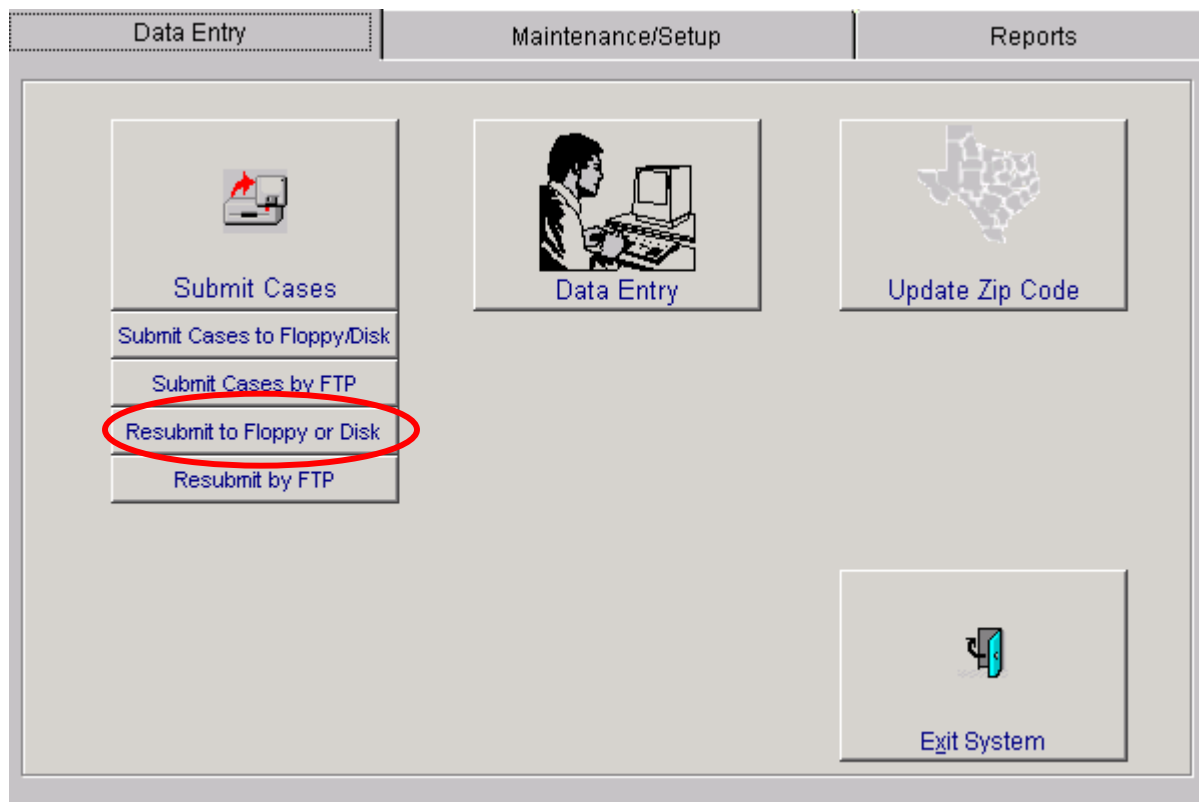 Data Entry
Maintenance/Setup
Reports
Submit Cases
Submit Cases to Floppy/Disk
Submit Cases by FTP
Resubmit to Floppy or Disk
Resubmit by FTP
Data Entry
Update Zip Code
Exit System